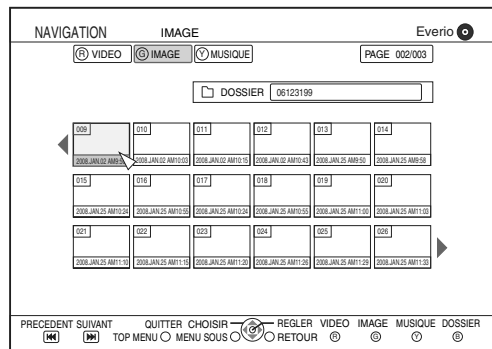 NAVIGATION IMAGE Everio
R VIDEO G IMAGE Y MUSIQUE PAGE 002/003
DOSSIER 06123199
009 010 011 012 013 014
2008.JAN.02 AM9:5 2008.JAN.02 AM10:03 2008.JAN.02 AM10:15 2008.JAN.02 AM10:43 2008.JAN.25 AM9:50 2008.JAN.25 AM9:58
015 016 017 018 019 020
2008.JAN.25 AM10:24 2008.JAN.25 AM10:55 2008.JAN.25 AM10:24 2008.JAN.25 AM10:55 2008.JAN.25 AM11:00 2008.JAN.25 AM11:03
021 022 023 024 025 026
2008.JAN.25 AM11:10 2008.JAN.25 AM11:15 2008.JAN.25 AM11:20 2008.JAN.25 AM11:26 2008.JAN.25 AM11:29 2008.JAN.25 AM11:33
PRECEDENT SUIVANT QUITTER CHOISIR REGLER VIDEO IMAGE MUSIQUE DOSSIER
TOP MENU MENU SOUS RETOUR R G Y B